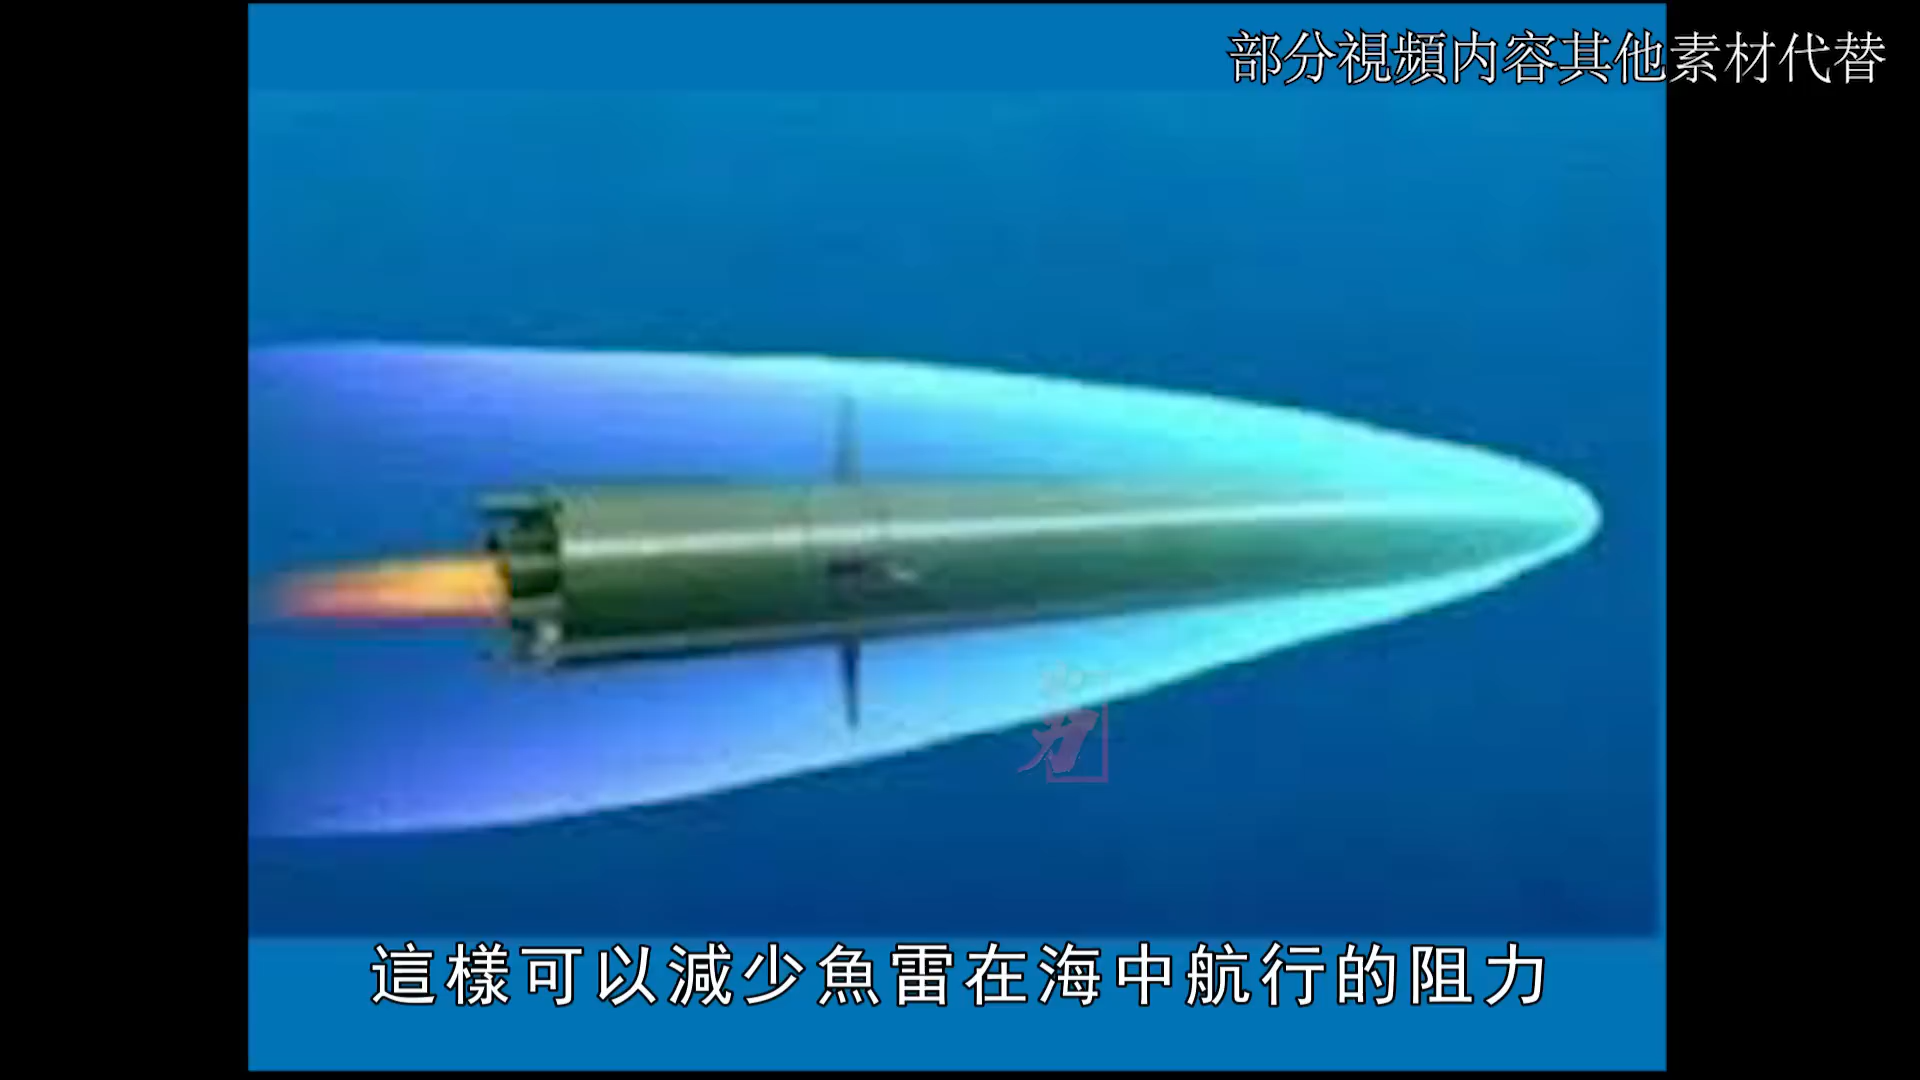 部分視頻内容其他素材代替
這樣可以減少魚雷在海中航行的阻力